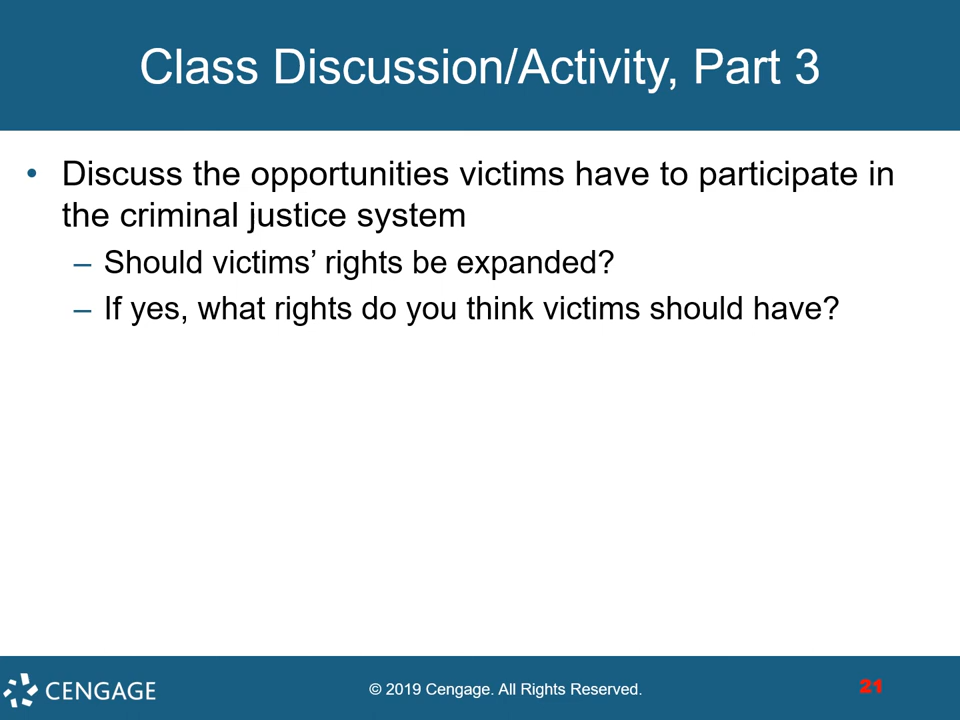 Class Discussion/Activity, Part 3
• Discuss the opportunities victims have to participate in
the criminal justice system
– Should victims’ rights be expanded?
– If yes, what rights do you think victims should have?
CENGAGE
© 2019 Cengage. All Rights Reserved.
21